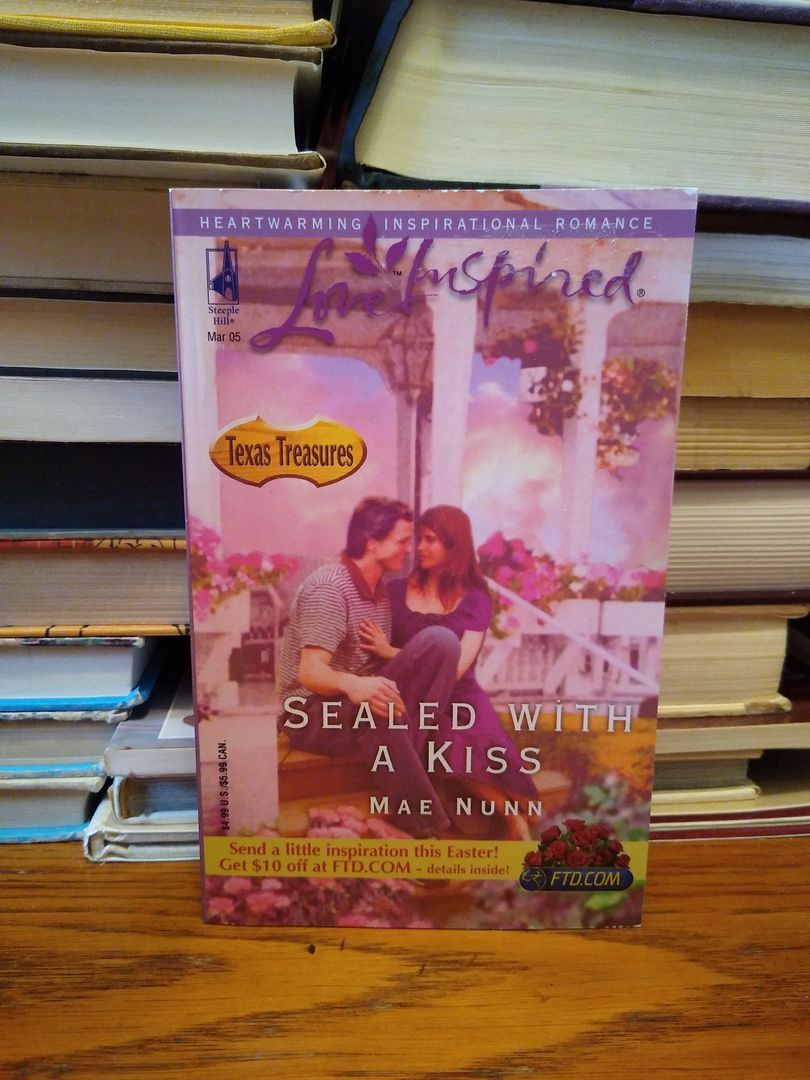 HEARTWARMING INSPIRATIONAL ROMANCE
Love Inspired®
™
Steeple
Hill®
Mar 05
Texas Treasures
SEALED WITH
A KISS
MAE NUNN
$4.99 U.S./$5.99 CAN.
Send a little inspiration this Easter!
Get $10 off at FTD.COM – details inside!
FTD.COM